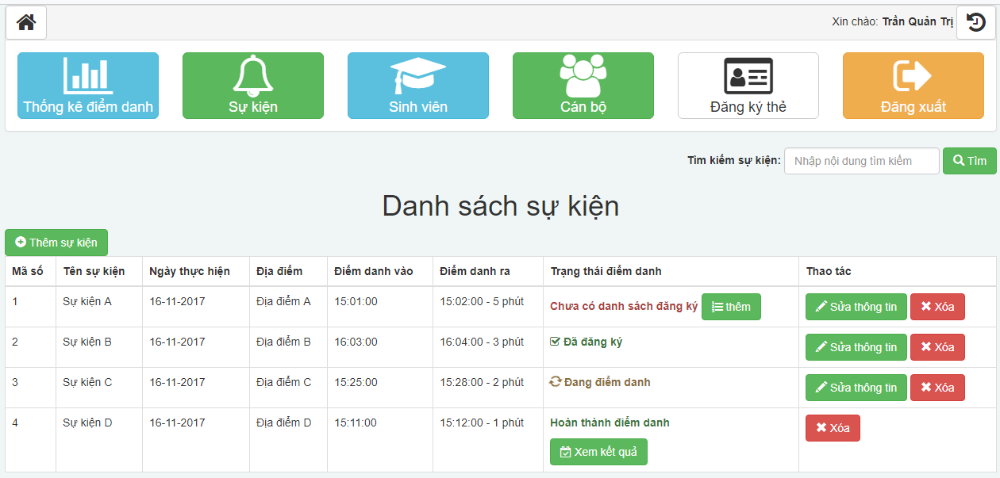 Xin chào: Trần Quản Trị
Thống kê điểm danh
Sự kiện
Sinh viên
Cán bộ
Đăng ký thẻ
Đăng xuất
Tìm kiếm sự kiện: Nhập nội dung tìm kiếm Tìm
Danh sách sự kiện
Thêm sự kiện
Mã số Tên sự kiện Ngày thực hiện Địa điểm Điểm danh vào Điểm danh ra Trạng thái điểm danh Thao tác
1 Sự kiện A 16-11-2017 Địa điểm A 15:01:00 15:02:00 - 5 phút Chưa có danh sách đăng ký thêm Sửa thông tin Xóa
2 Sự kiện B 16-11-2017 Địa điểm B 16:03:00 16:04:00 - 3 phút Đã đăng ký Sửa thông tin Xóa
3 Sự kiện C 16-11-2017 Địa điểm C 15:25:00 15:28:00 - 2 phút Đang điểm danh Sửa thông tin Xóa
4 Sự kiện D 16-11-2017 Địa điểm D 15:11:00 15:12:00 - 1 phút Hoàn thành điểm danh Xóa
Xem kết quả